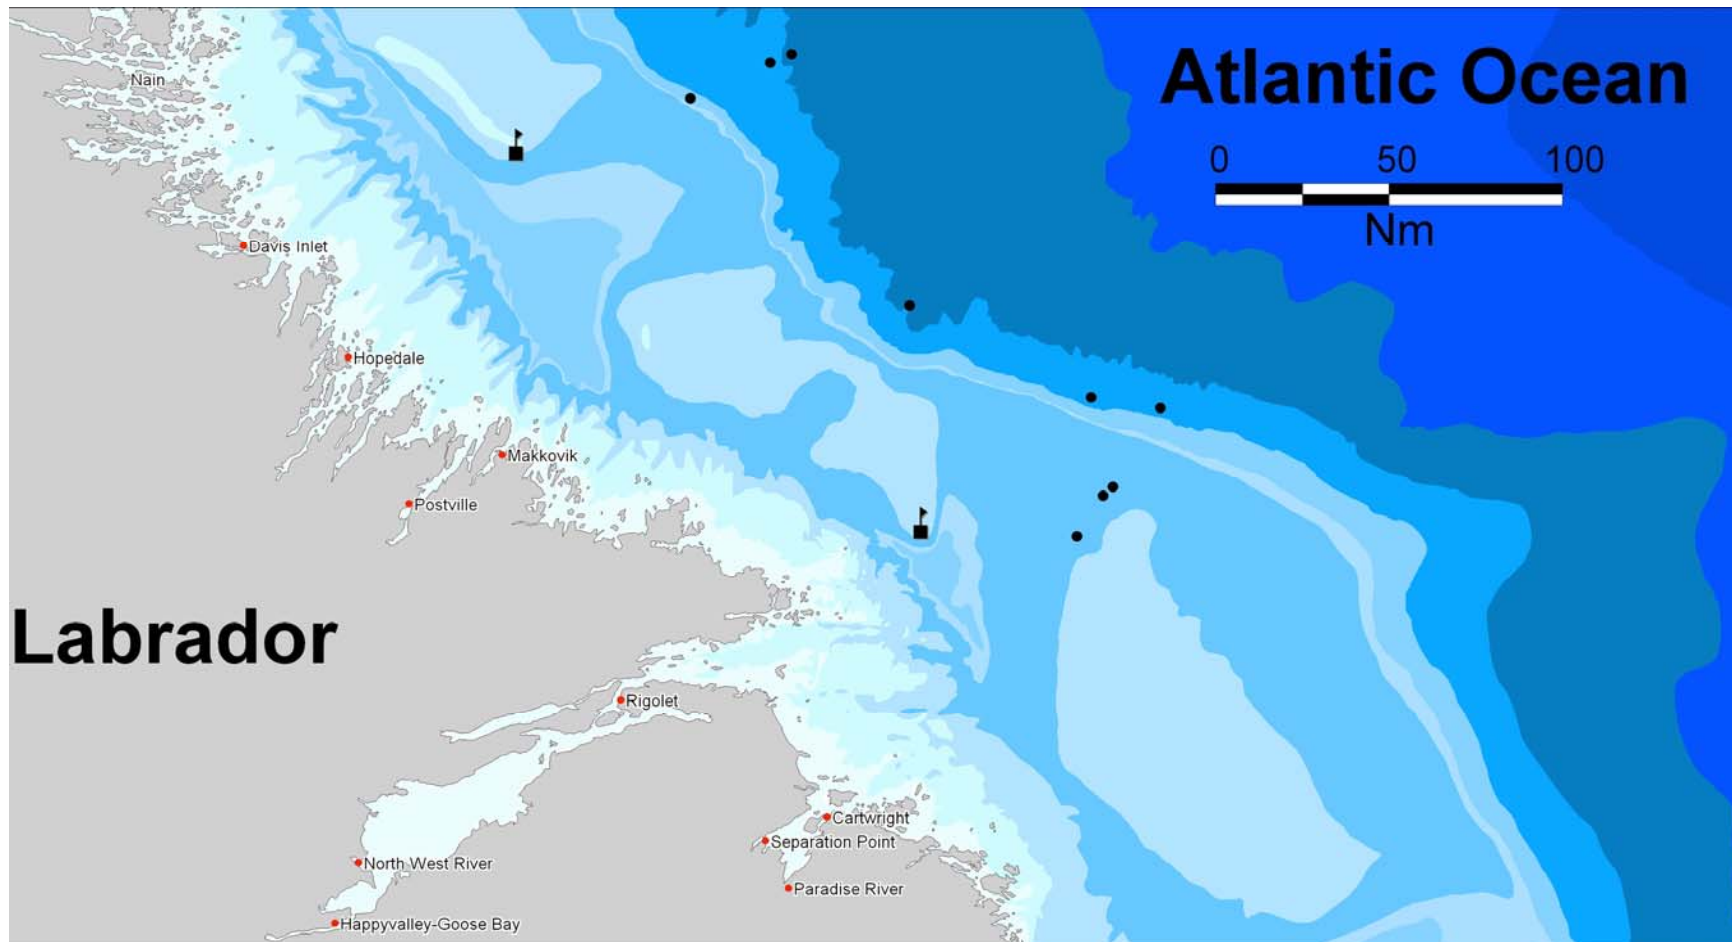 Atlantic Ocean
Nain
0 50 100
Nm
Davis Inlet
Hopedale
Makkovik
Postville
Labrador
Rigolet
Cartwright
Separation Point
North West River
Paradise River
Happyvalley-Goose Bay